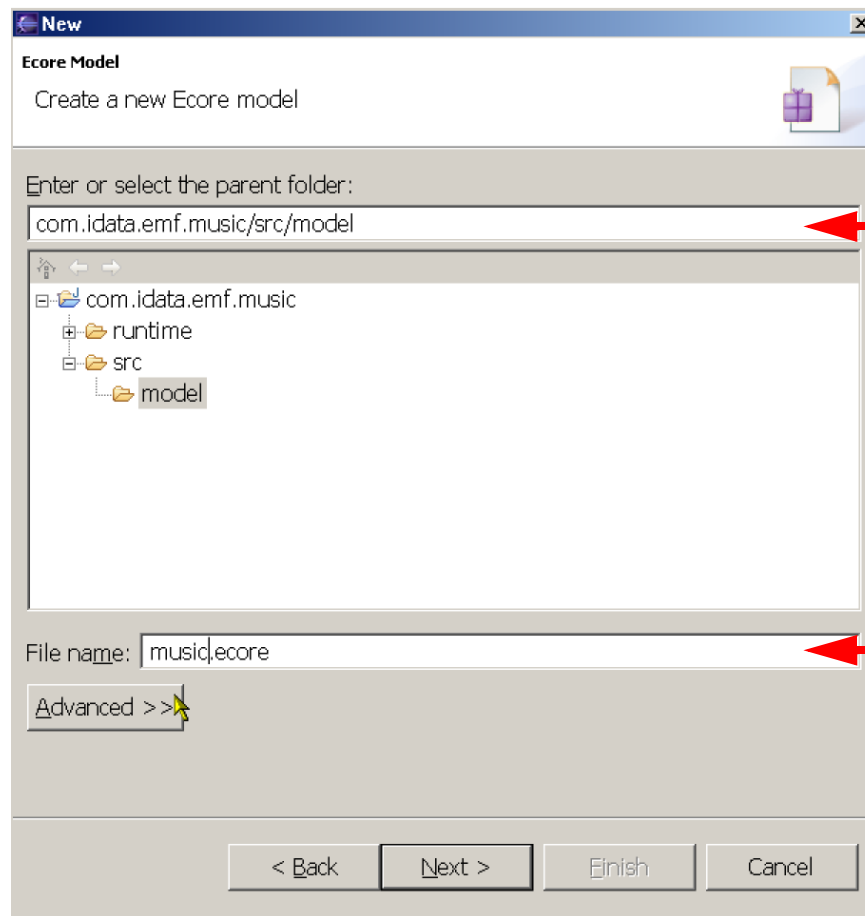 New
Ecore Model
Create a new Ecore model
Enter or select the parent folder:
com.idata.emf.music/src/model
com.idata.emf.music
runtime
src
model
File name: music.ecore
Advanced >>
< Back Next > Finish Cancel